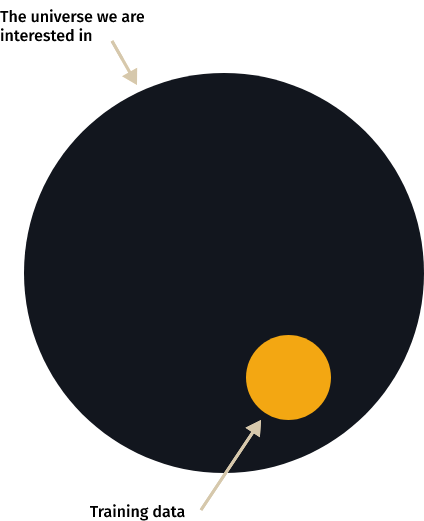 The universe we are
interested in
Training data